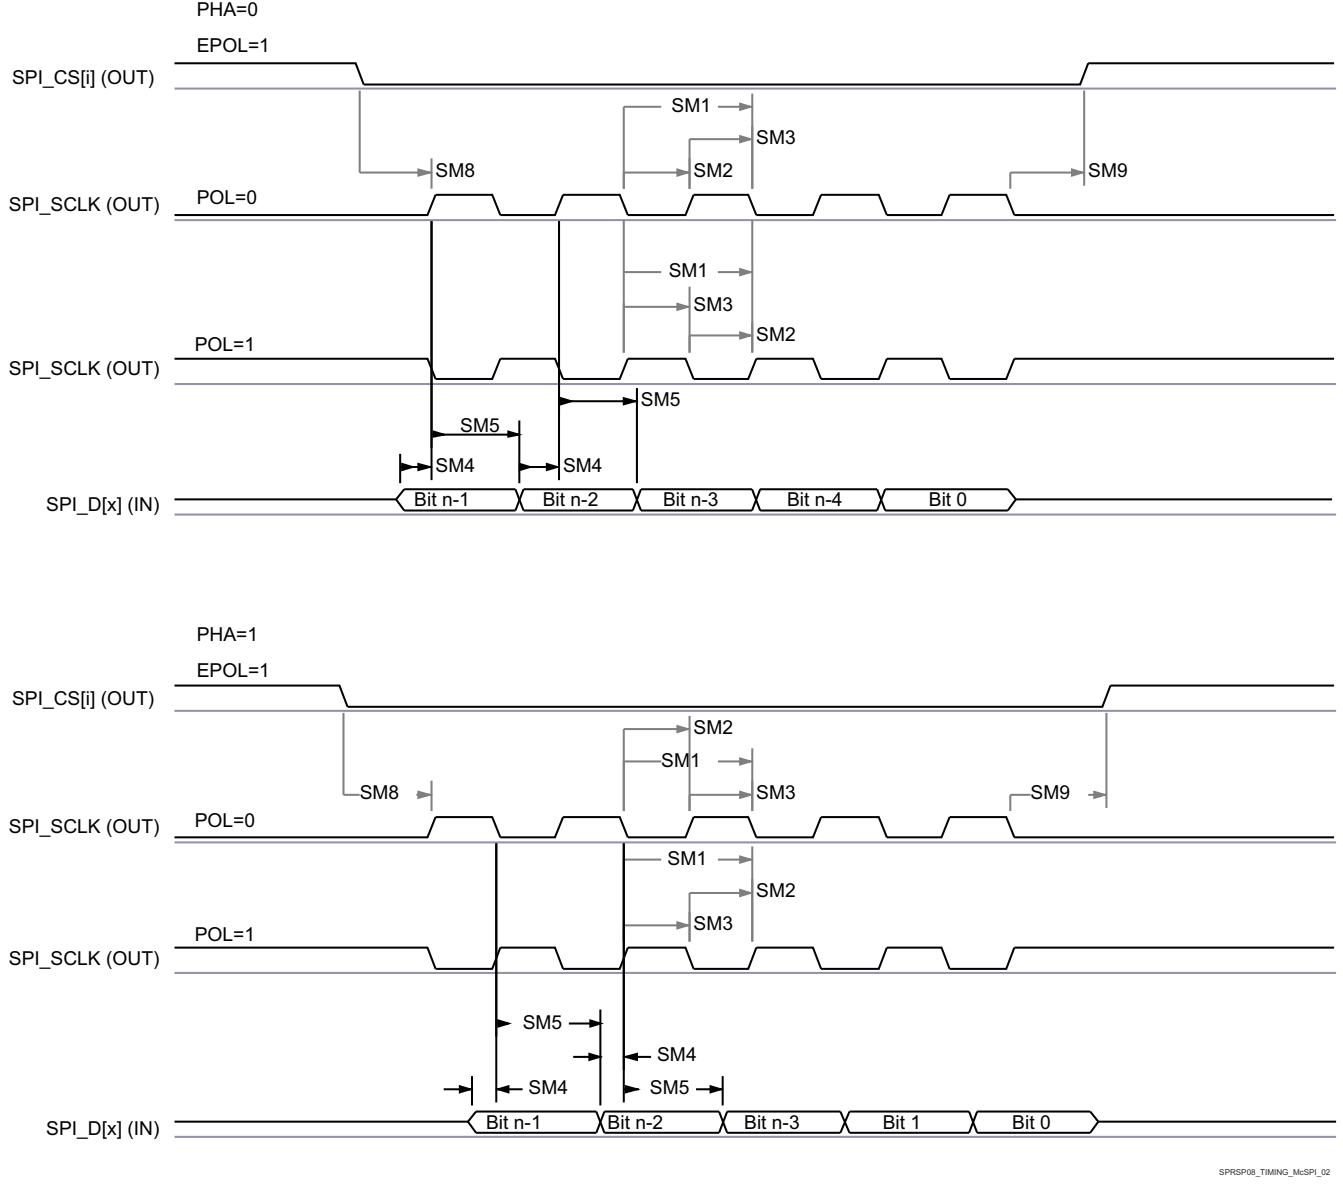 PHA=0
EPOL=1
SPI_CS[i] (OUT)
SM1
SM3
SM8 SM2 SM9
SPI_SCLK (OUT) POL=0
SM1
SM3
SM2
POL=1
SPI_SCLK (OUT)
SM5
SM5
SM4 SM4
SPI_D[x] (IN) Bit n-1 Bit n-2 Bit n-3 Bit n-4 Bit 0
PHA=1
EPOL=1
SPI_CS[i] (OUT)
SM2
SM1
SM8 SM3 SM9
SPI_SCLK (OUT) POL=0
SM1
SM2
SM3
POL=1
SPI_SCLK (OUT)
SM5
SM4
SM4 SM5
SPI_D[x] (IN) Bit n-1 Bit n-2 Bit n-3 Bit 1 Bit 0
SPRSP08_TIMING_McSPI_02